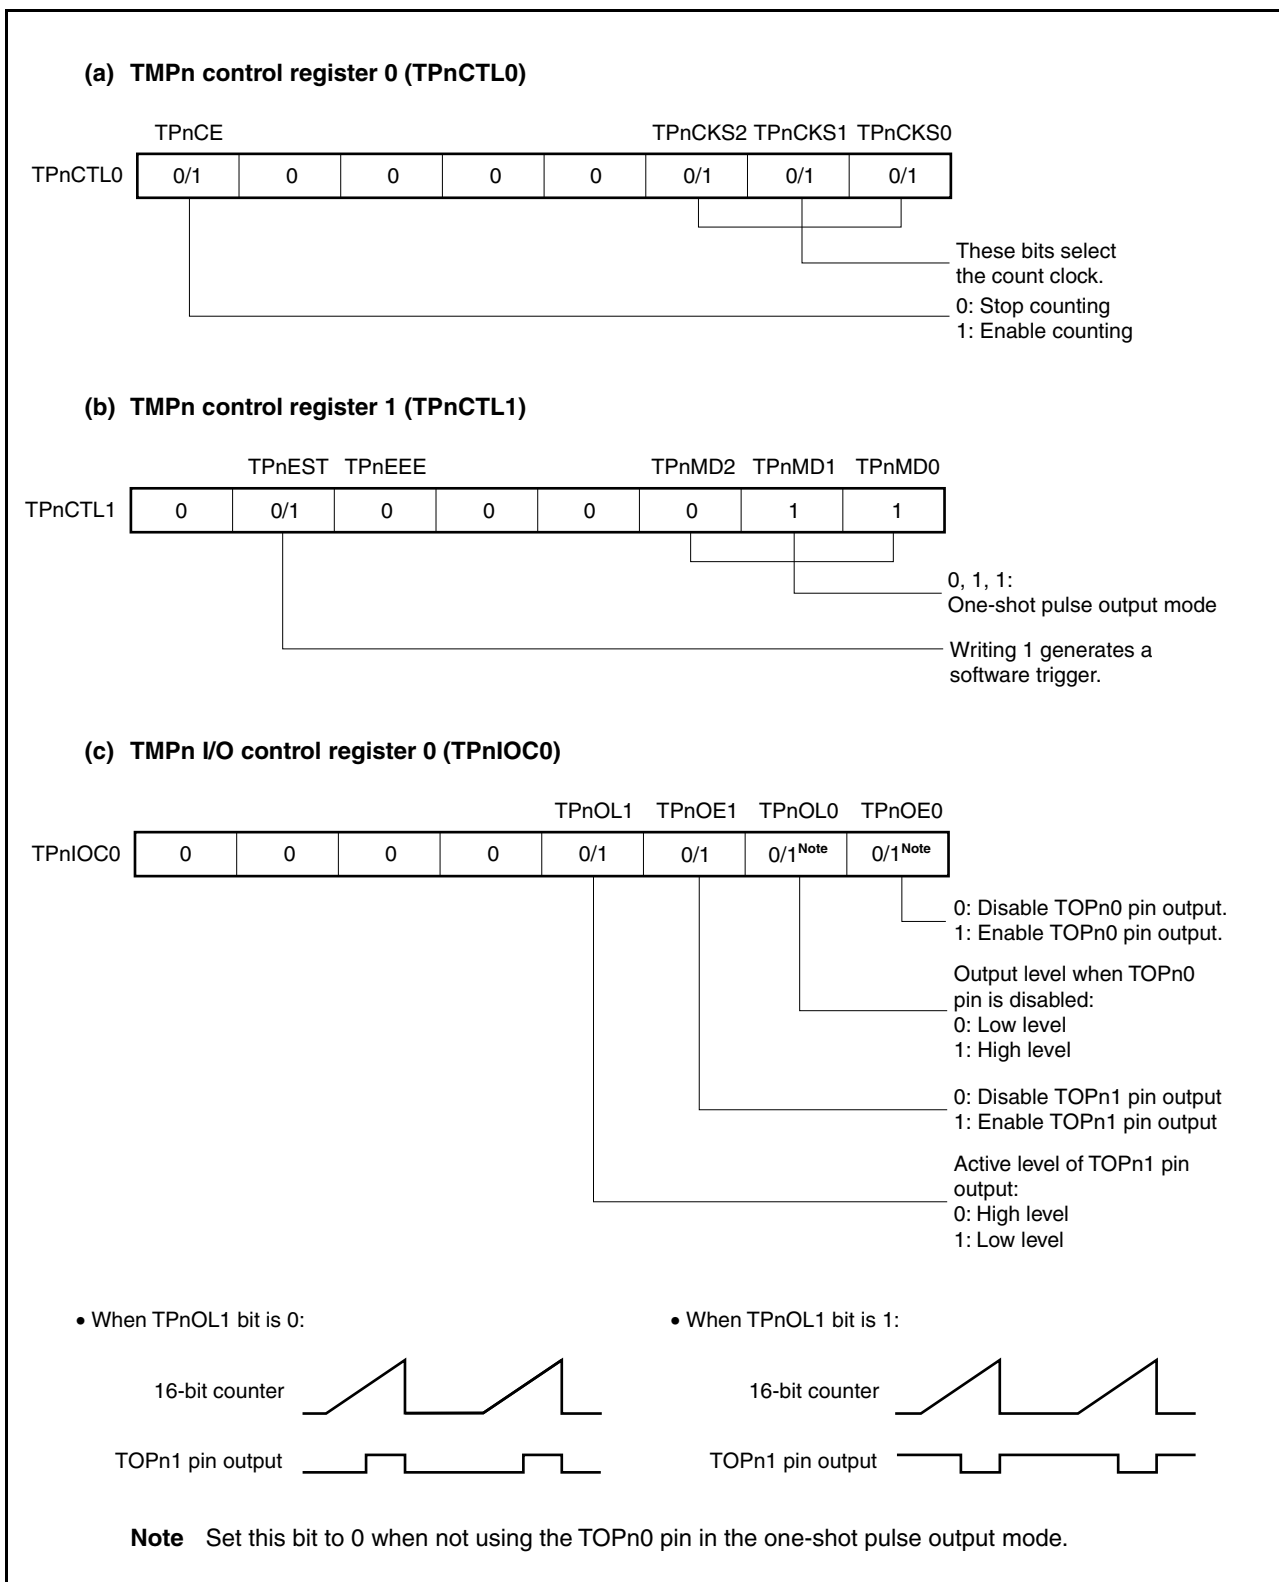 (a) TMPn control register 0 (TPnCTL0)
TPnCE TPnCKS2 TPnCKS1 TPnCKS0
TPnCTL0 0/1 0 0 0 0 0/1 0/1 0/1
These bits select
the count clock.
0: Stop counting
1: Enable counting
(b) TMPn control register 1 (TPnCTL1)
TPnEST TPnEEE TPnMD2 TPnMD1 TPnMD0
TPnCTL1 0 0/1 0 0 0 0 1 1
0, 1, 1:
One-shot pulse output mode
Writing 1 generates a
software trigger.
(c) TMPn I/O control register 0 (TPnIOC0)
TPnOL1 TPnOE1 TPnOL0 TPnOE0
TPnIOC0 0 0 0 0 0/1 0/1 0/1Note 0/1Note
0: Disable TOPn0 pin output.
1: Enable TOPn0 pin output.
Output level when TOPn0
pin is disabled:
0: Low level
1: High level
0: Disable TOPn1 pin output
1: Enable TOPn1 pin output
Active level of TOPn1 pin
output:
0: High level
1: Low level
• When TPnOL1 bit is 0:
16-bit counter
TOPn1 pin output
• When TPnOL1 bit is 1:
16-bit counter
TOPn1 pin output
Note Set this bit to 0 when not using the TOPn0 pin in the one-shot pulse output mode.